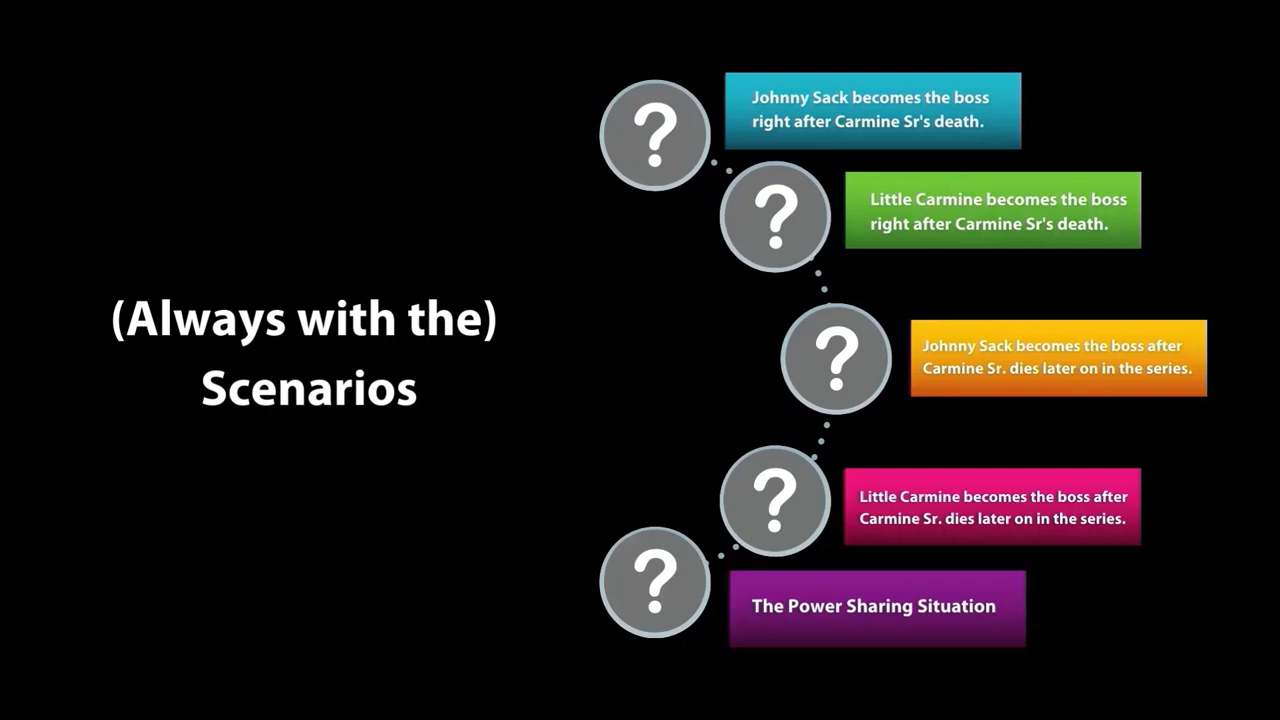 (Always with the)
Scenarios
?
Johnny Sack becomes the boss
right after Carmine Sr's death.
?
Little Carmine becomes the boss
right after Carmine Sr's death.
?
Johnny Sack becomes the boss after
Carmine Sr. dies later on in the series.
?
Little Carmine becomes the boss after
Carmine Sr. dies later on in the series.
?
The Power Sharing Situation